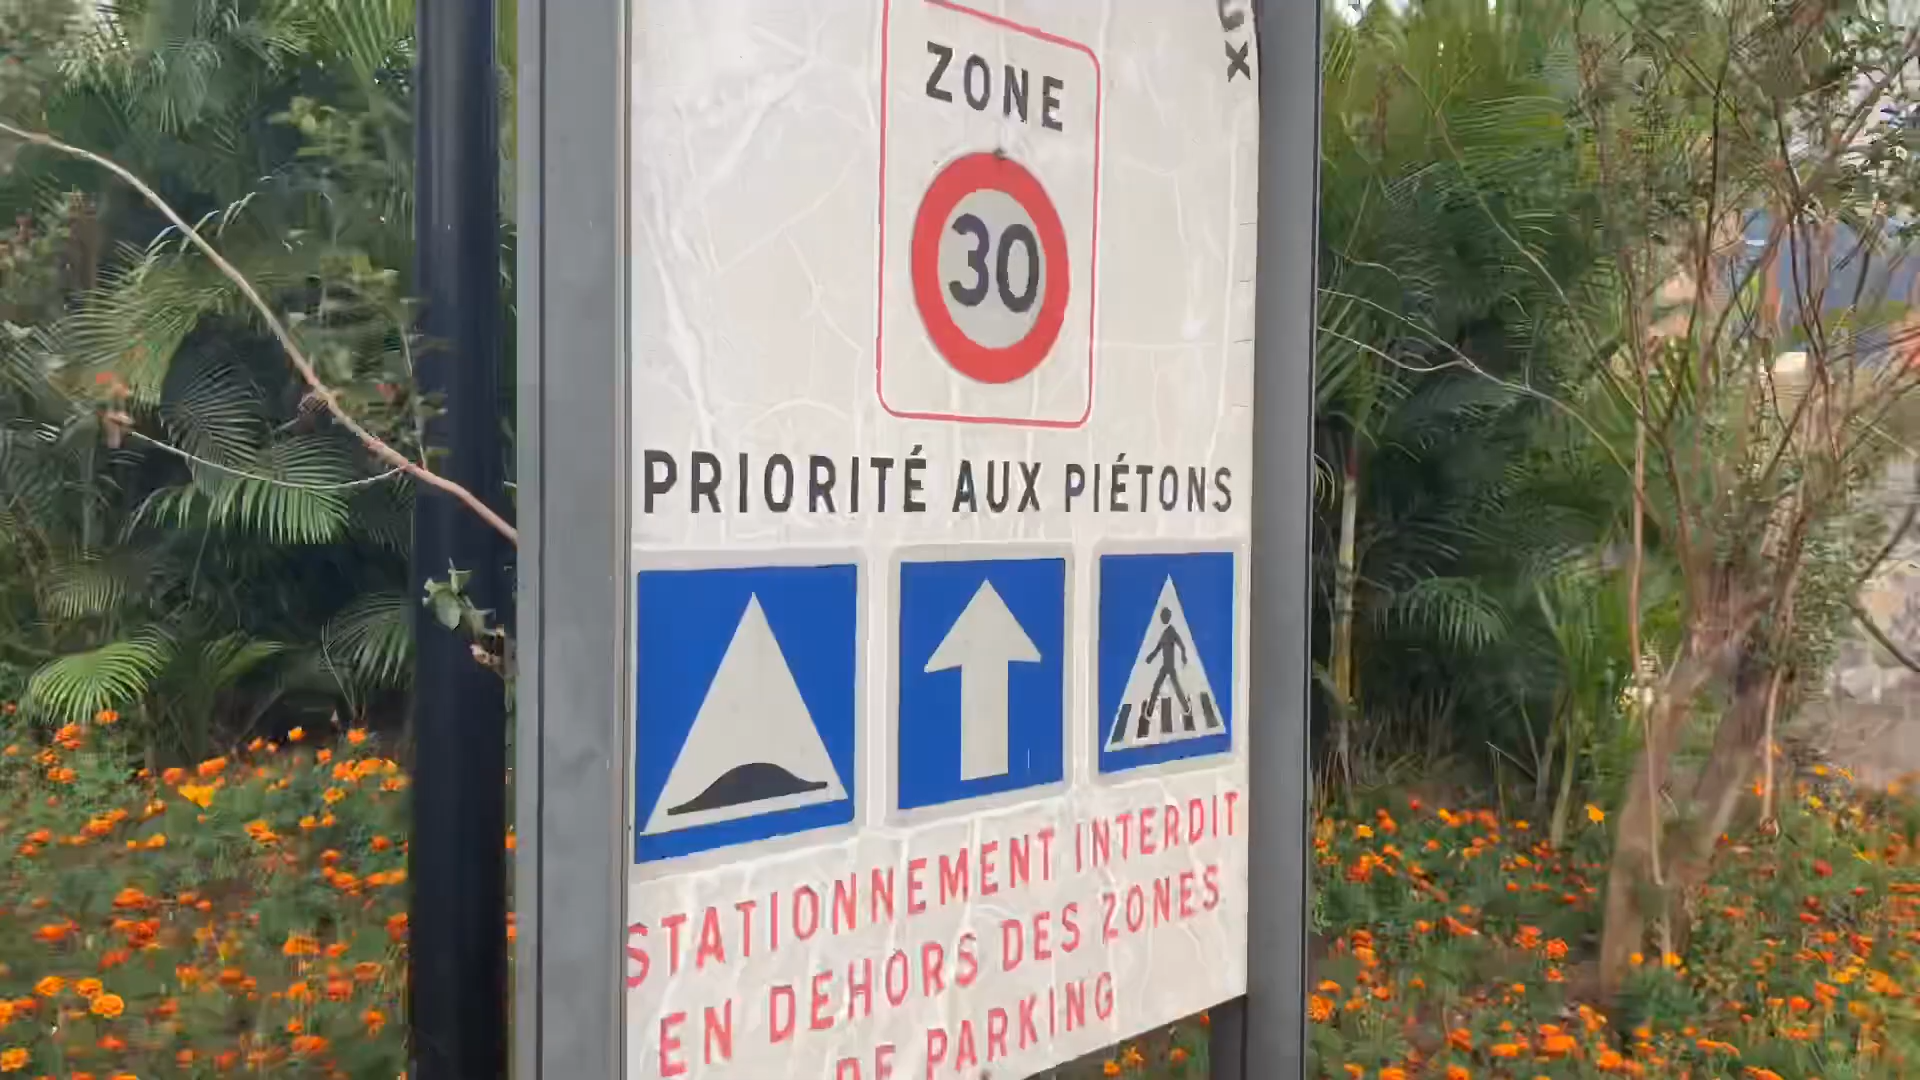 ZONE
30
PRIORITÉ AUX PIÉTONS
STATIONNEMENT INTERDIT
EN DEHORS DES ZONES
DE PARKING